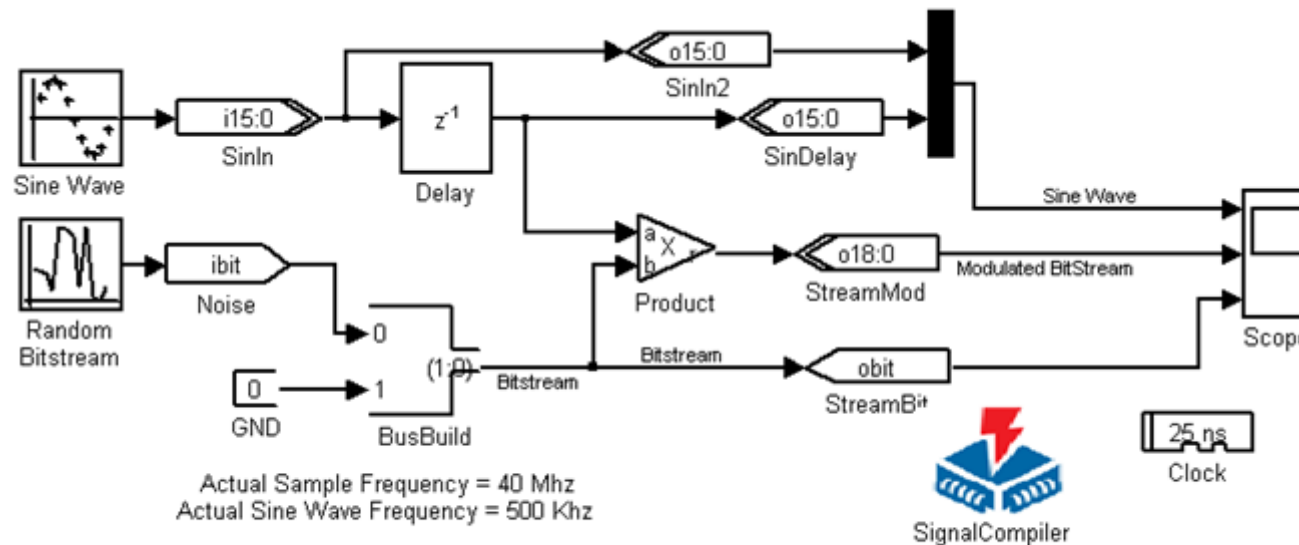 o15:0
SinIn2
i15:0
SinIn
z-1
Delay
o15:0
SinDelay
Sine Wave
Sine Wave
a
b
X
Product
o18:0
StreamMod
Modulated BitStream
ibit
Noise
Random
Bitstream
0
1
(1:0)
Bitstream
Bitstream
obit
StreamBit
Scope
0
GND
BusBuild
25 ns
Clock
Actual Sample Frequency = 40 Mhz
Actual Sine Wave Frequency = 500 Khz
SignalCompiler